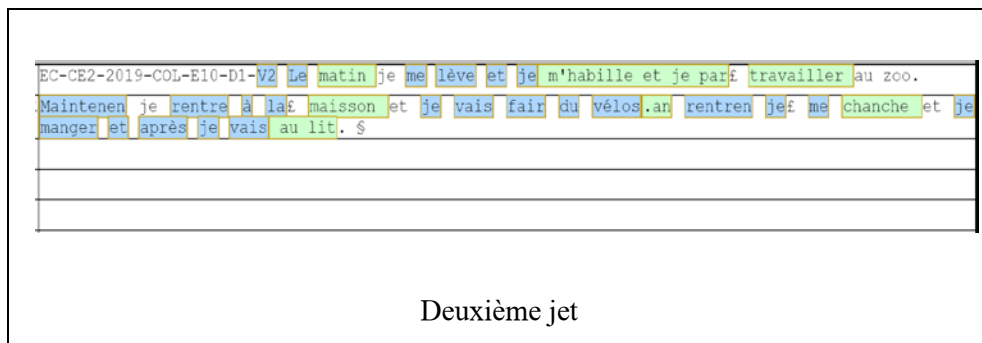 EC-CE2-2019-COL-E10-D1-V2 Le matin je me lève et je m'habille et je par£ travailler au zoo.
Maintenen je rentre à la£ maisson et je vais fair du vélos.an rentren je£ me chanche et je
manger et après je vais au lit. §
Deuxième jet